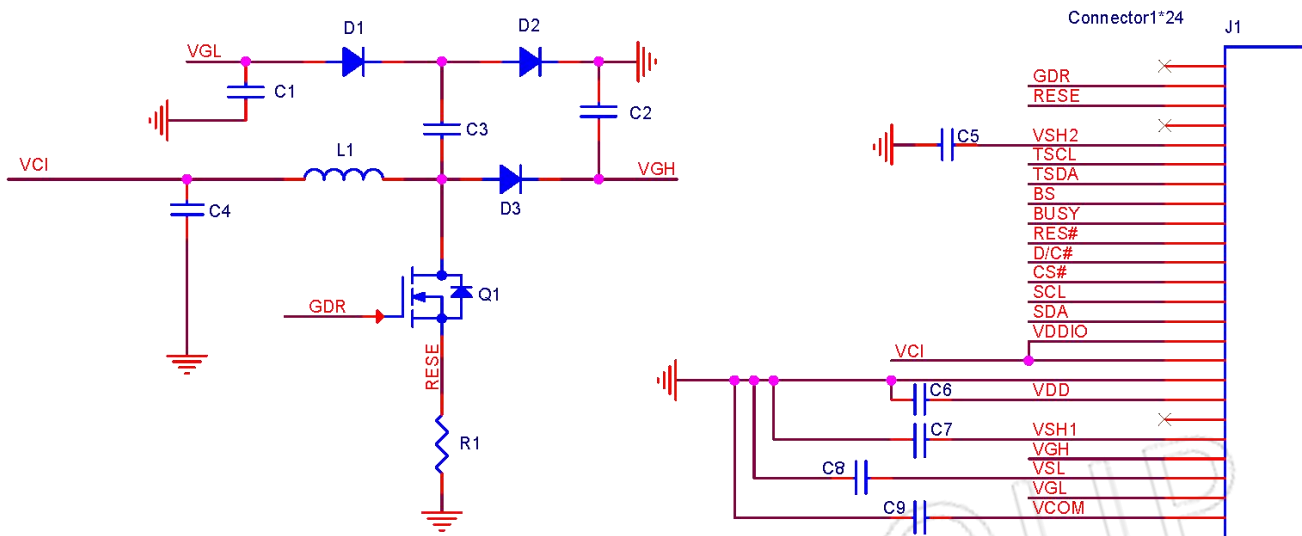 Connector1*24
J1
D1
D2
VGL
C1
C2
C3
VCI
L1
VGH
D3
C4
Q1
GDR
RESE
R1
GDR
RESE
C5
VSH2
TSCL
TSDA
BS
BUSY
RES#
D/C#
CS#
SCL
SDA
VDDIO
VCI
C6
VDD
C7
VSH1
VGH
C8
VSL
VGL
C9
VCOM